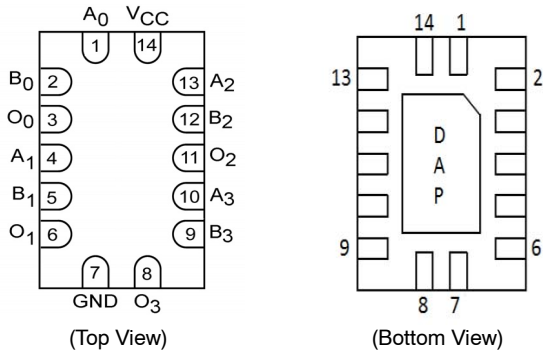 A0 VCC
1 14
B0 2 13 A2
O0 3 12 B2
A1 4 11 O2
B1 5 10 A3
O1 6 9 B3
7 8
GND O3
(Top View)
14 1
13 2
D
A
P
9 6
8 7
(Bottom View)